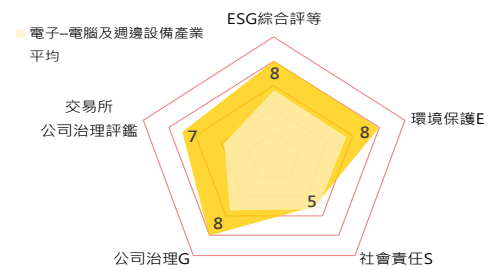 ESG綜合評等
電子–電腦及週邊設備產業
平均
8
交易所
公司治理評鑑
環境保護E
7
8
5
8
公司治理G
社會責任S